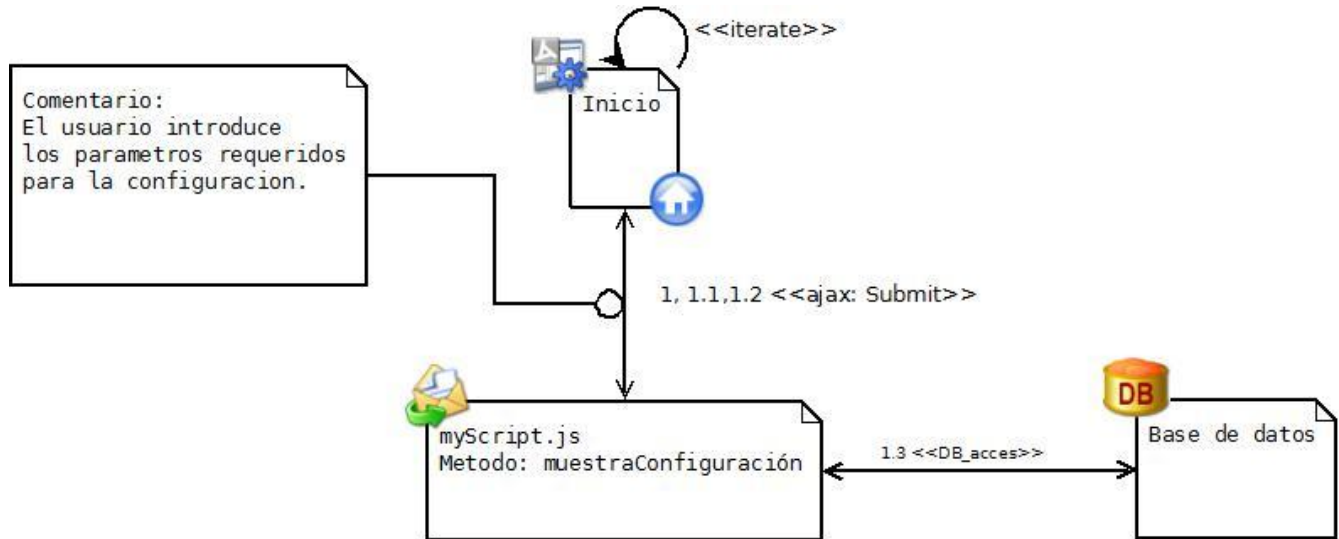 <<iterate>>
Inicio
Comentario:
El usuario introduce
los parametros requeridos
para la configuracion.
1, 1.1,1.2 <<ajax: Submit>>
myScript.js
Metodo: muestraConfiguración
1.3 <<DB_acces>>
DB
Base de datos